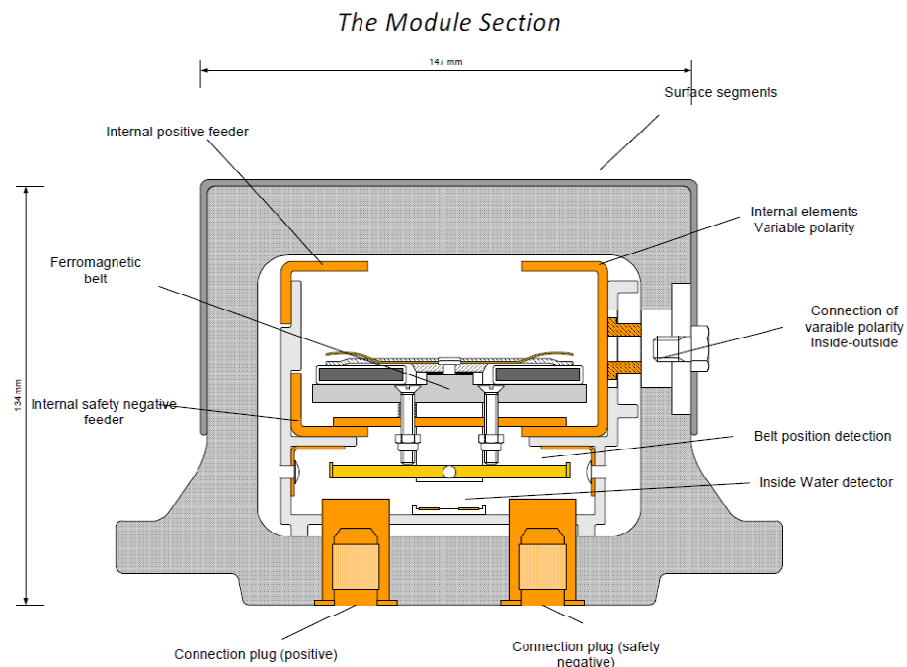 The Module Section
147 mm
Surface segments
Internal positive feeder
Internal elements
Variable polarity
Ferromagnetic
belt
Connection of
varaible polarity
Inside-outside
134 mm
Internal safety negative
feeder
Belt position detection
Inside Water detector
Connection plug (positive)
Connection plug (safety
negative)